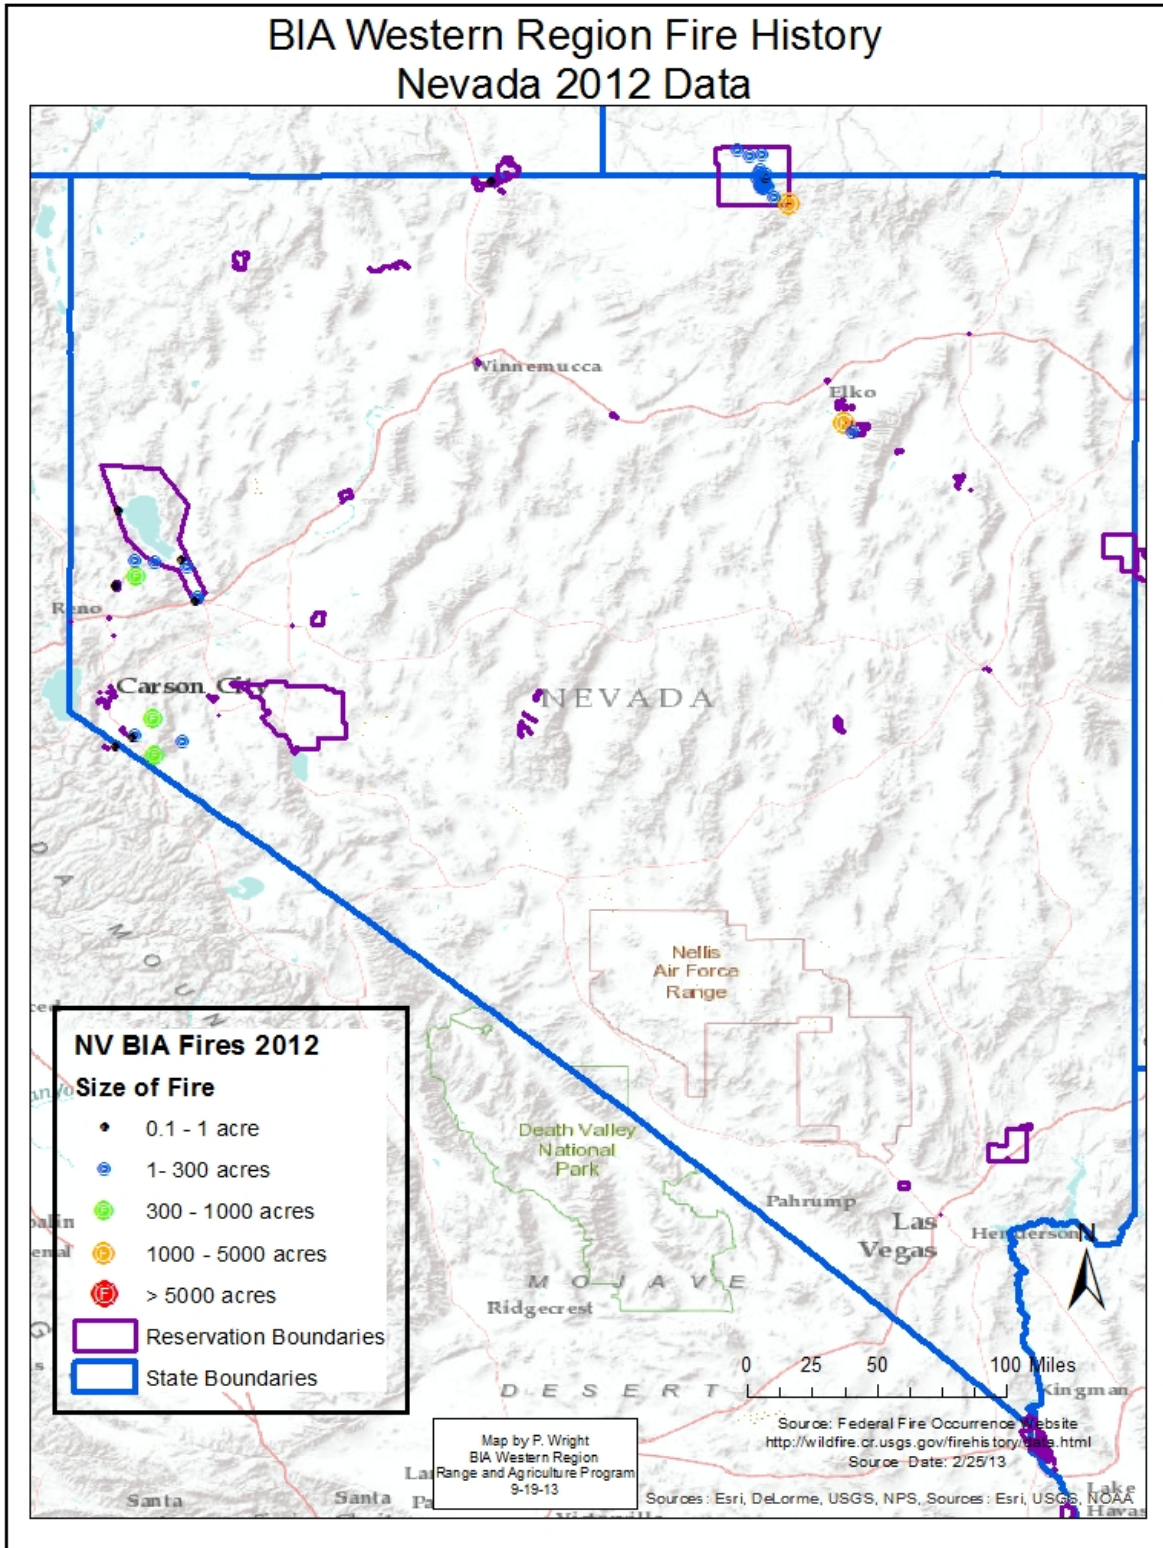 BIA Western Region Fire History
Nevada 2012 Data
Winnemucca
Elko
Reno
Carson City
NEVADA
Nellis
Air Force
Range
Death Valley
National
Park
Pahrump
Las
Vegas
Henderson
N
MOJAVE
Ridgecrest
DESERT
Kingman
NV BIA Fires 2012
Size of Fire
0.1 - 1 acre
1- 300 acres
300 - 1000 acres
1000 - 5000 acres
> 5000 acres
Reservation Boundaries
State Boundaries
0 25 50 100 Miles
Source: Federal Fire Occurrence Website
http://wildfire.cr.usgs.gov/firehistory/data.html
Source Date: 2/25/13
Map by P. Wright
BIA Western Region
Range and Agriculture Program
9-19-13
Sources: Esri, DeLorme, USGS, NPS, Sources: Esri, USGS, NOAA
Lake
Santa
Santa